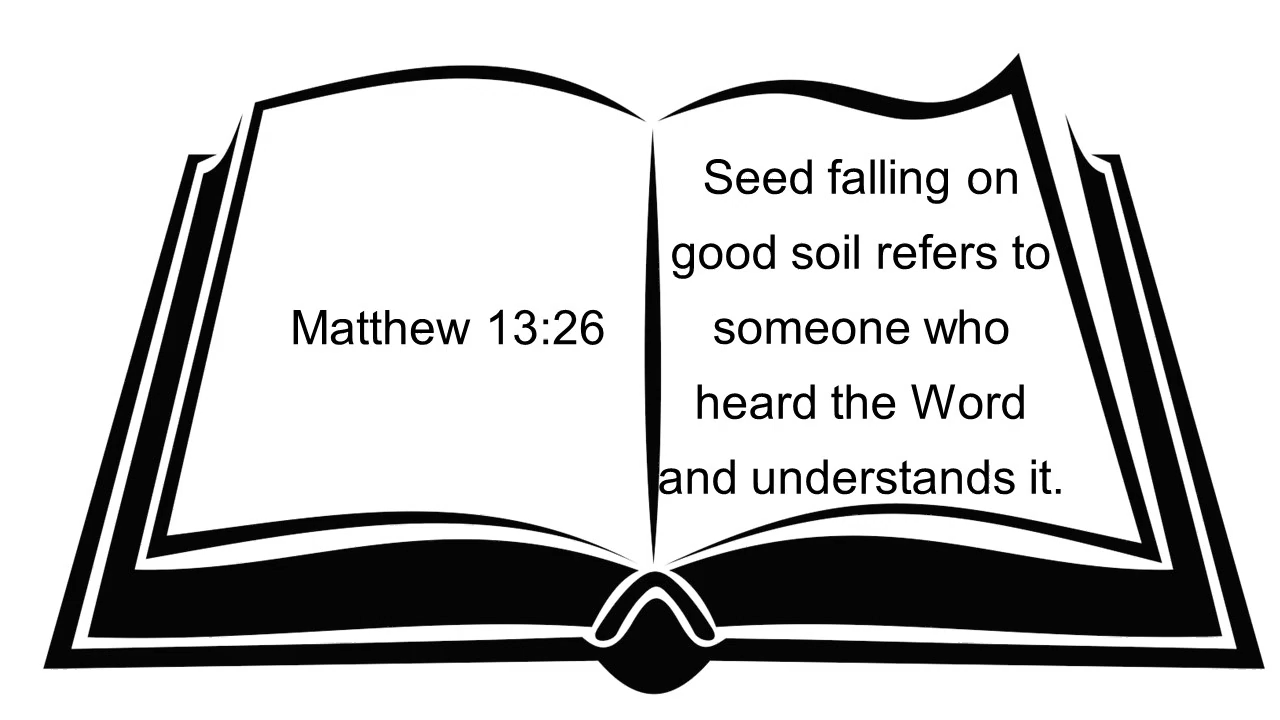 Matthew 13:26
Seed falling on
good soil refers to
someone who
heard the Word
and understands it.